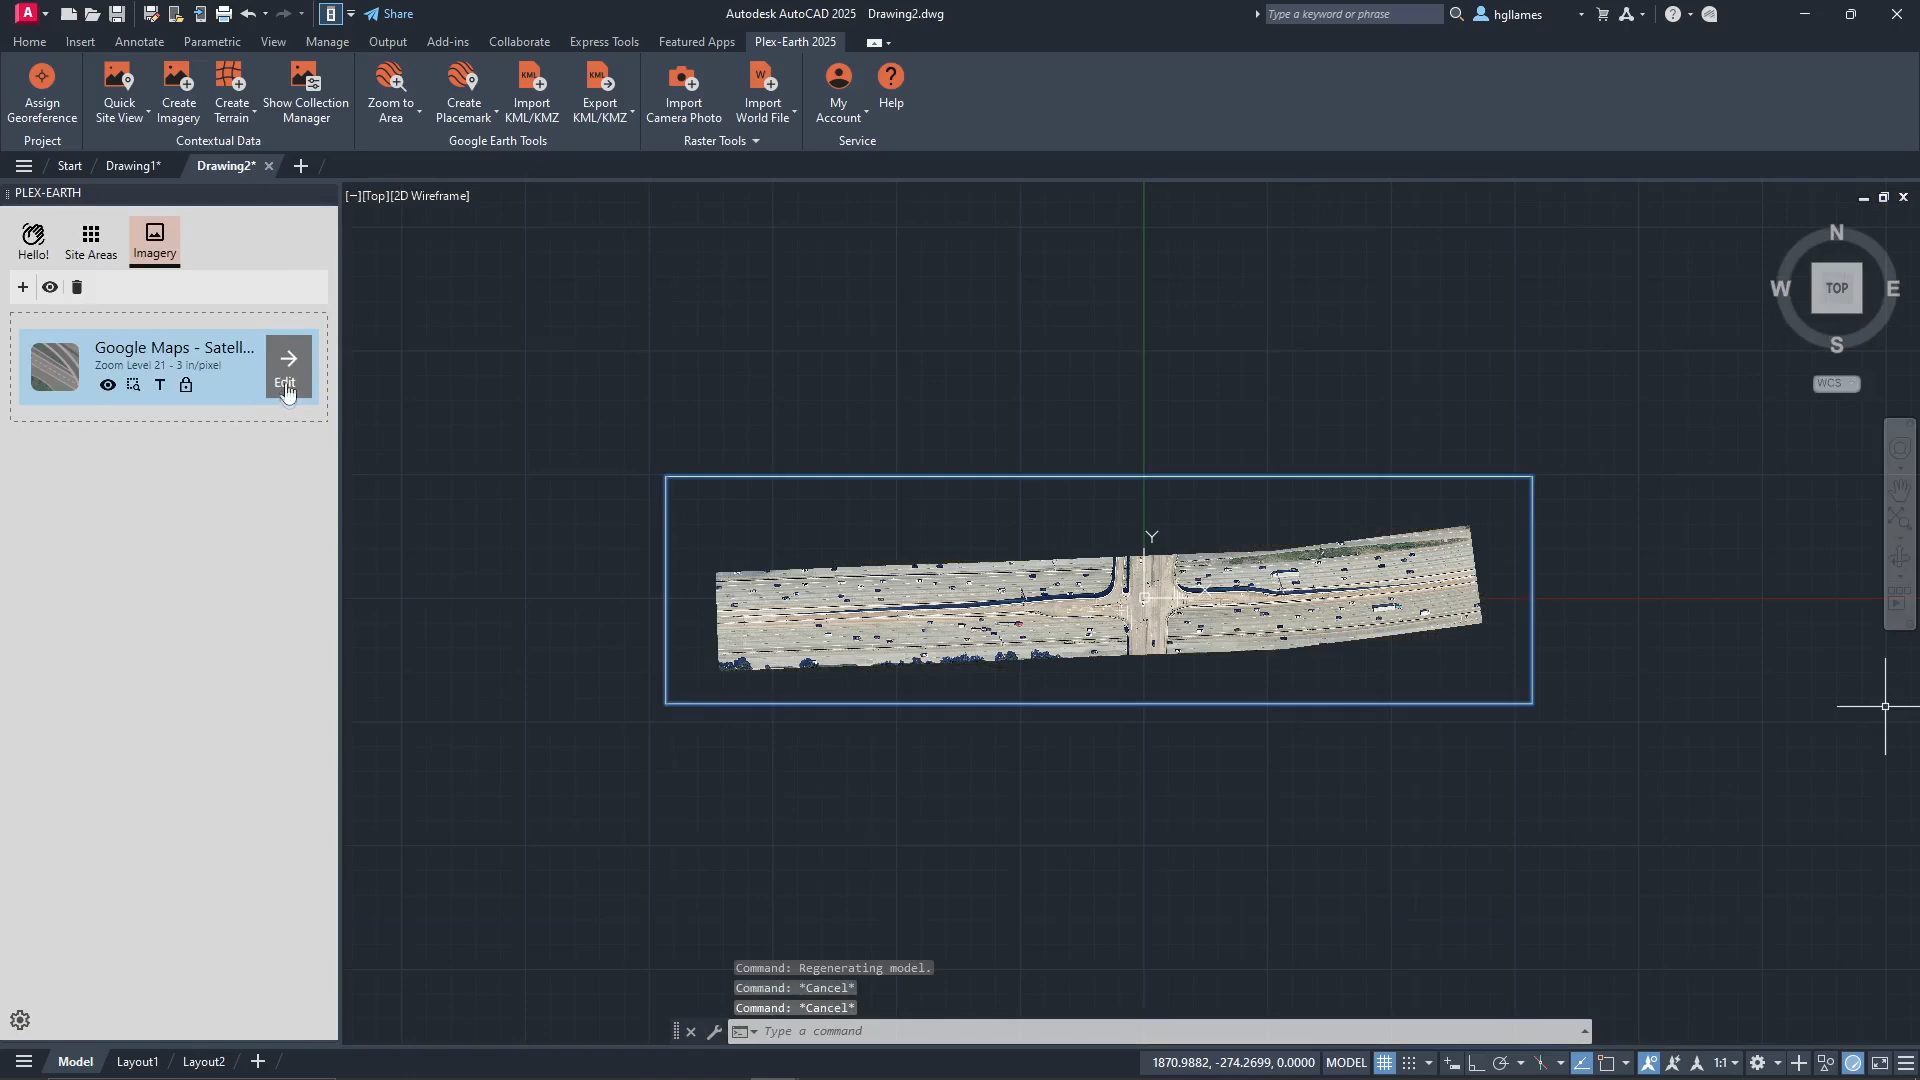 A Share Autodesk AutoCAD 2025 Drawing2.dwg Type a keyword or phrase hgllames
Home Insert Annotate Parametric View Manage Output Add-ins Collaborate Express Tools Featured Apps Plex-Earth 2025
KML KML W ?
Assign Quick Create Create Show Collection Zoom to Create Import Export Import Import My Help
Georeference Site View Imagery Terrain Manager Area Placemark KML/KMZ KML/KMZ Camera Photo World File Account
Project Contextual Data Google Earth Tools Raster Tools Service
Start Drawing1* Drawing2*
PLEX-EARTH
[−][Top][2D Wireframe]
Hello! Site Areas Imagery
N
W TOP E
S
WCS
Google Maps - Satell...
Zoom Level 21 - 3 in/pixel
T
Edit
Y
X
Command: Regenerating model.
Command: *Cancel*
Command: *Cancel*
Type a command
Model Layout1 Layout2 1870.9882, -274.2699, 0.0000 MODEL 1:1